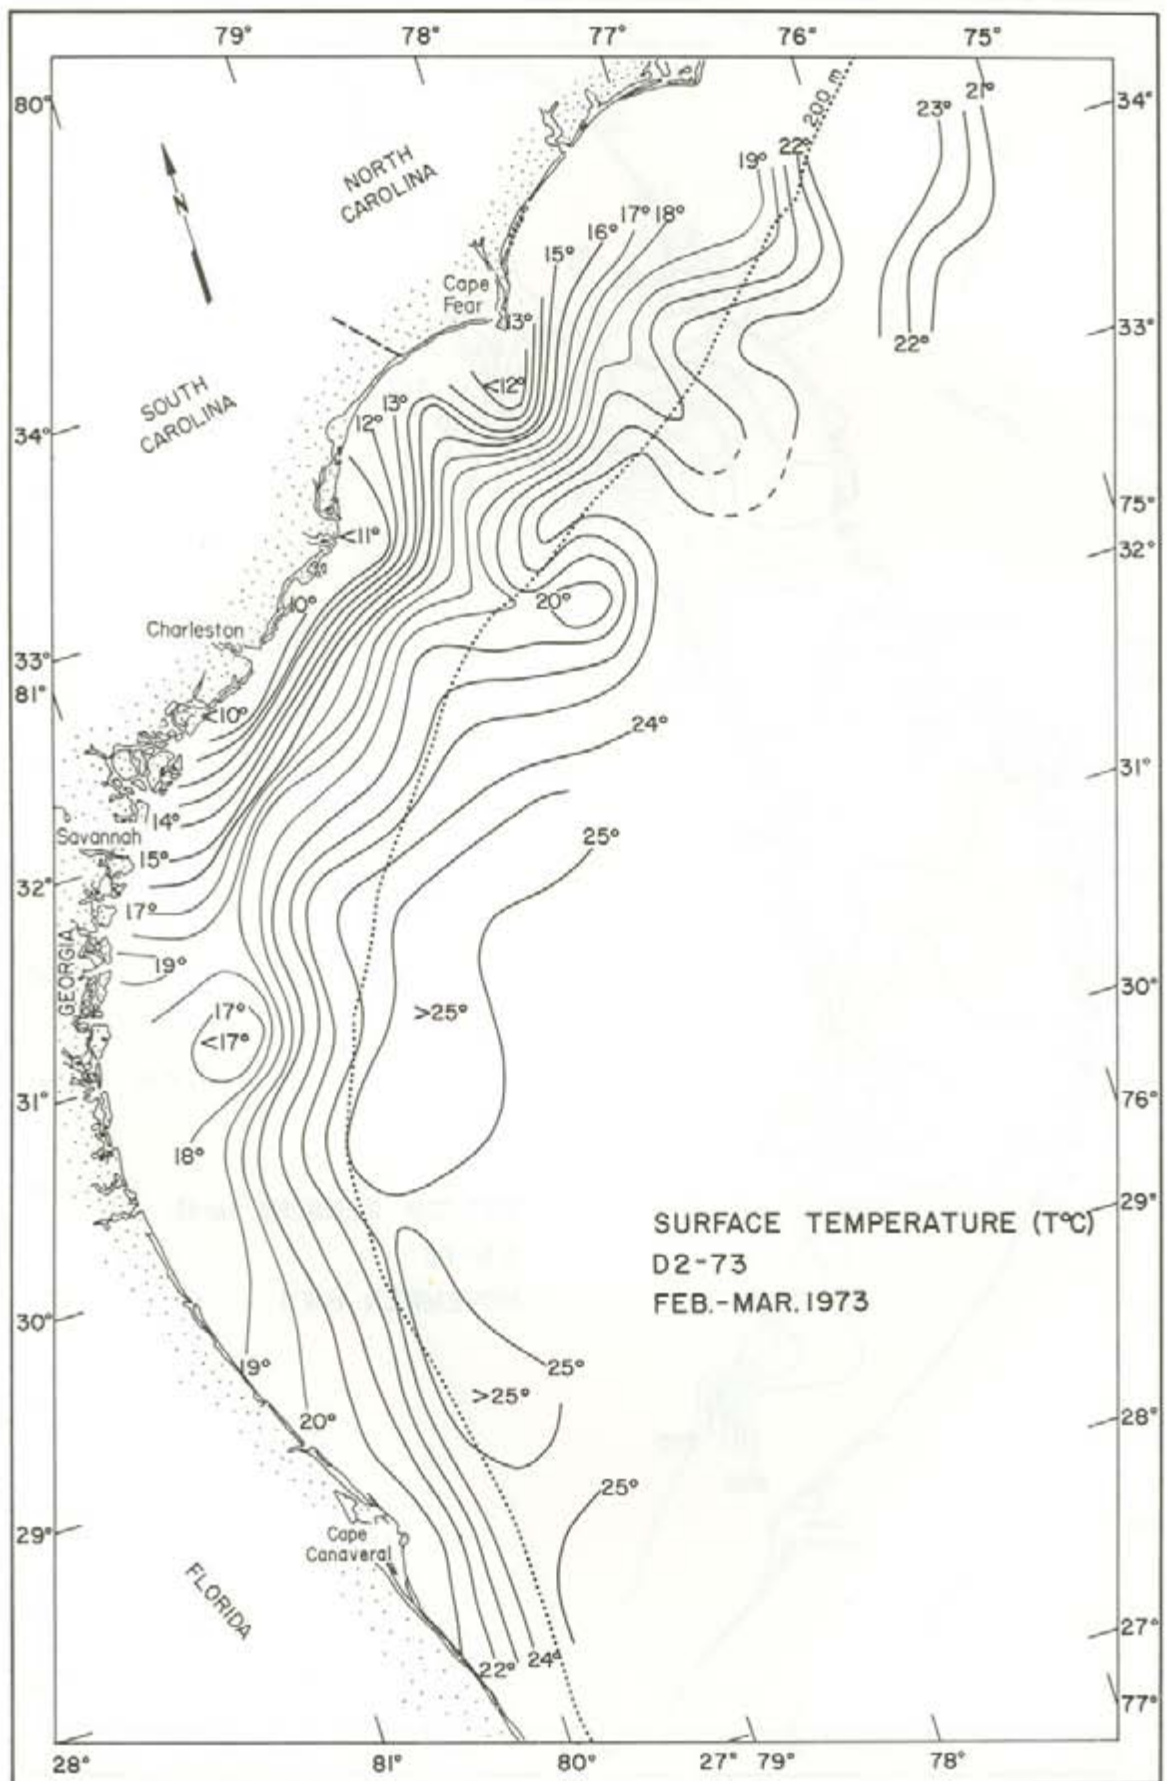 79° 78° 77° 76° 75°
80° 34°
200 m
23° 21°
19° 22°
N
NORTH
CAROLINA
17° 18°
16°
15°
Cape
Fear
13°
33°
22°
<12°
SOUTH
CAROLINA
13°
12°
34°
75°
<11°
32°
10°
20°
Charleston
33°
81°
<10°
24°
31°
14°
Savannah
25°
15°
32°
17°
GEORGIA
19°
17°
>25°
30°
<17°
31°
76°
18°
29°
SURFACE TEMPERATURE (T°C)
D2-73
FEB.-MAR. 1973
30°
19°
25°
>25°
20°
28°
25°
29°
Cape
Canaveral
FLORIDA
27°
22° 24°
77°
28° 81° 80° 27° 79° 78°